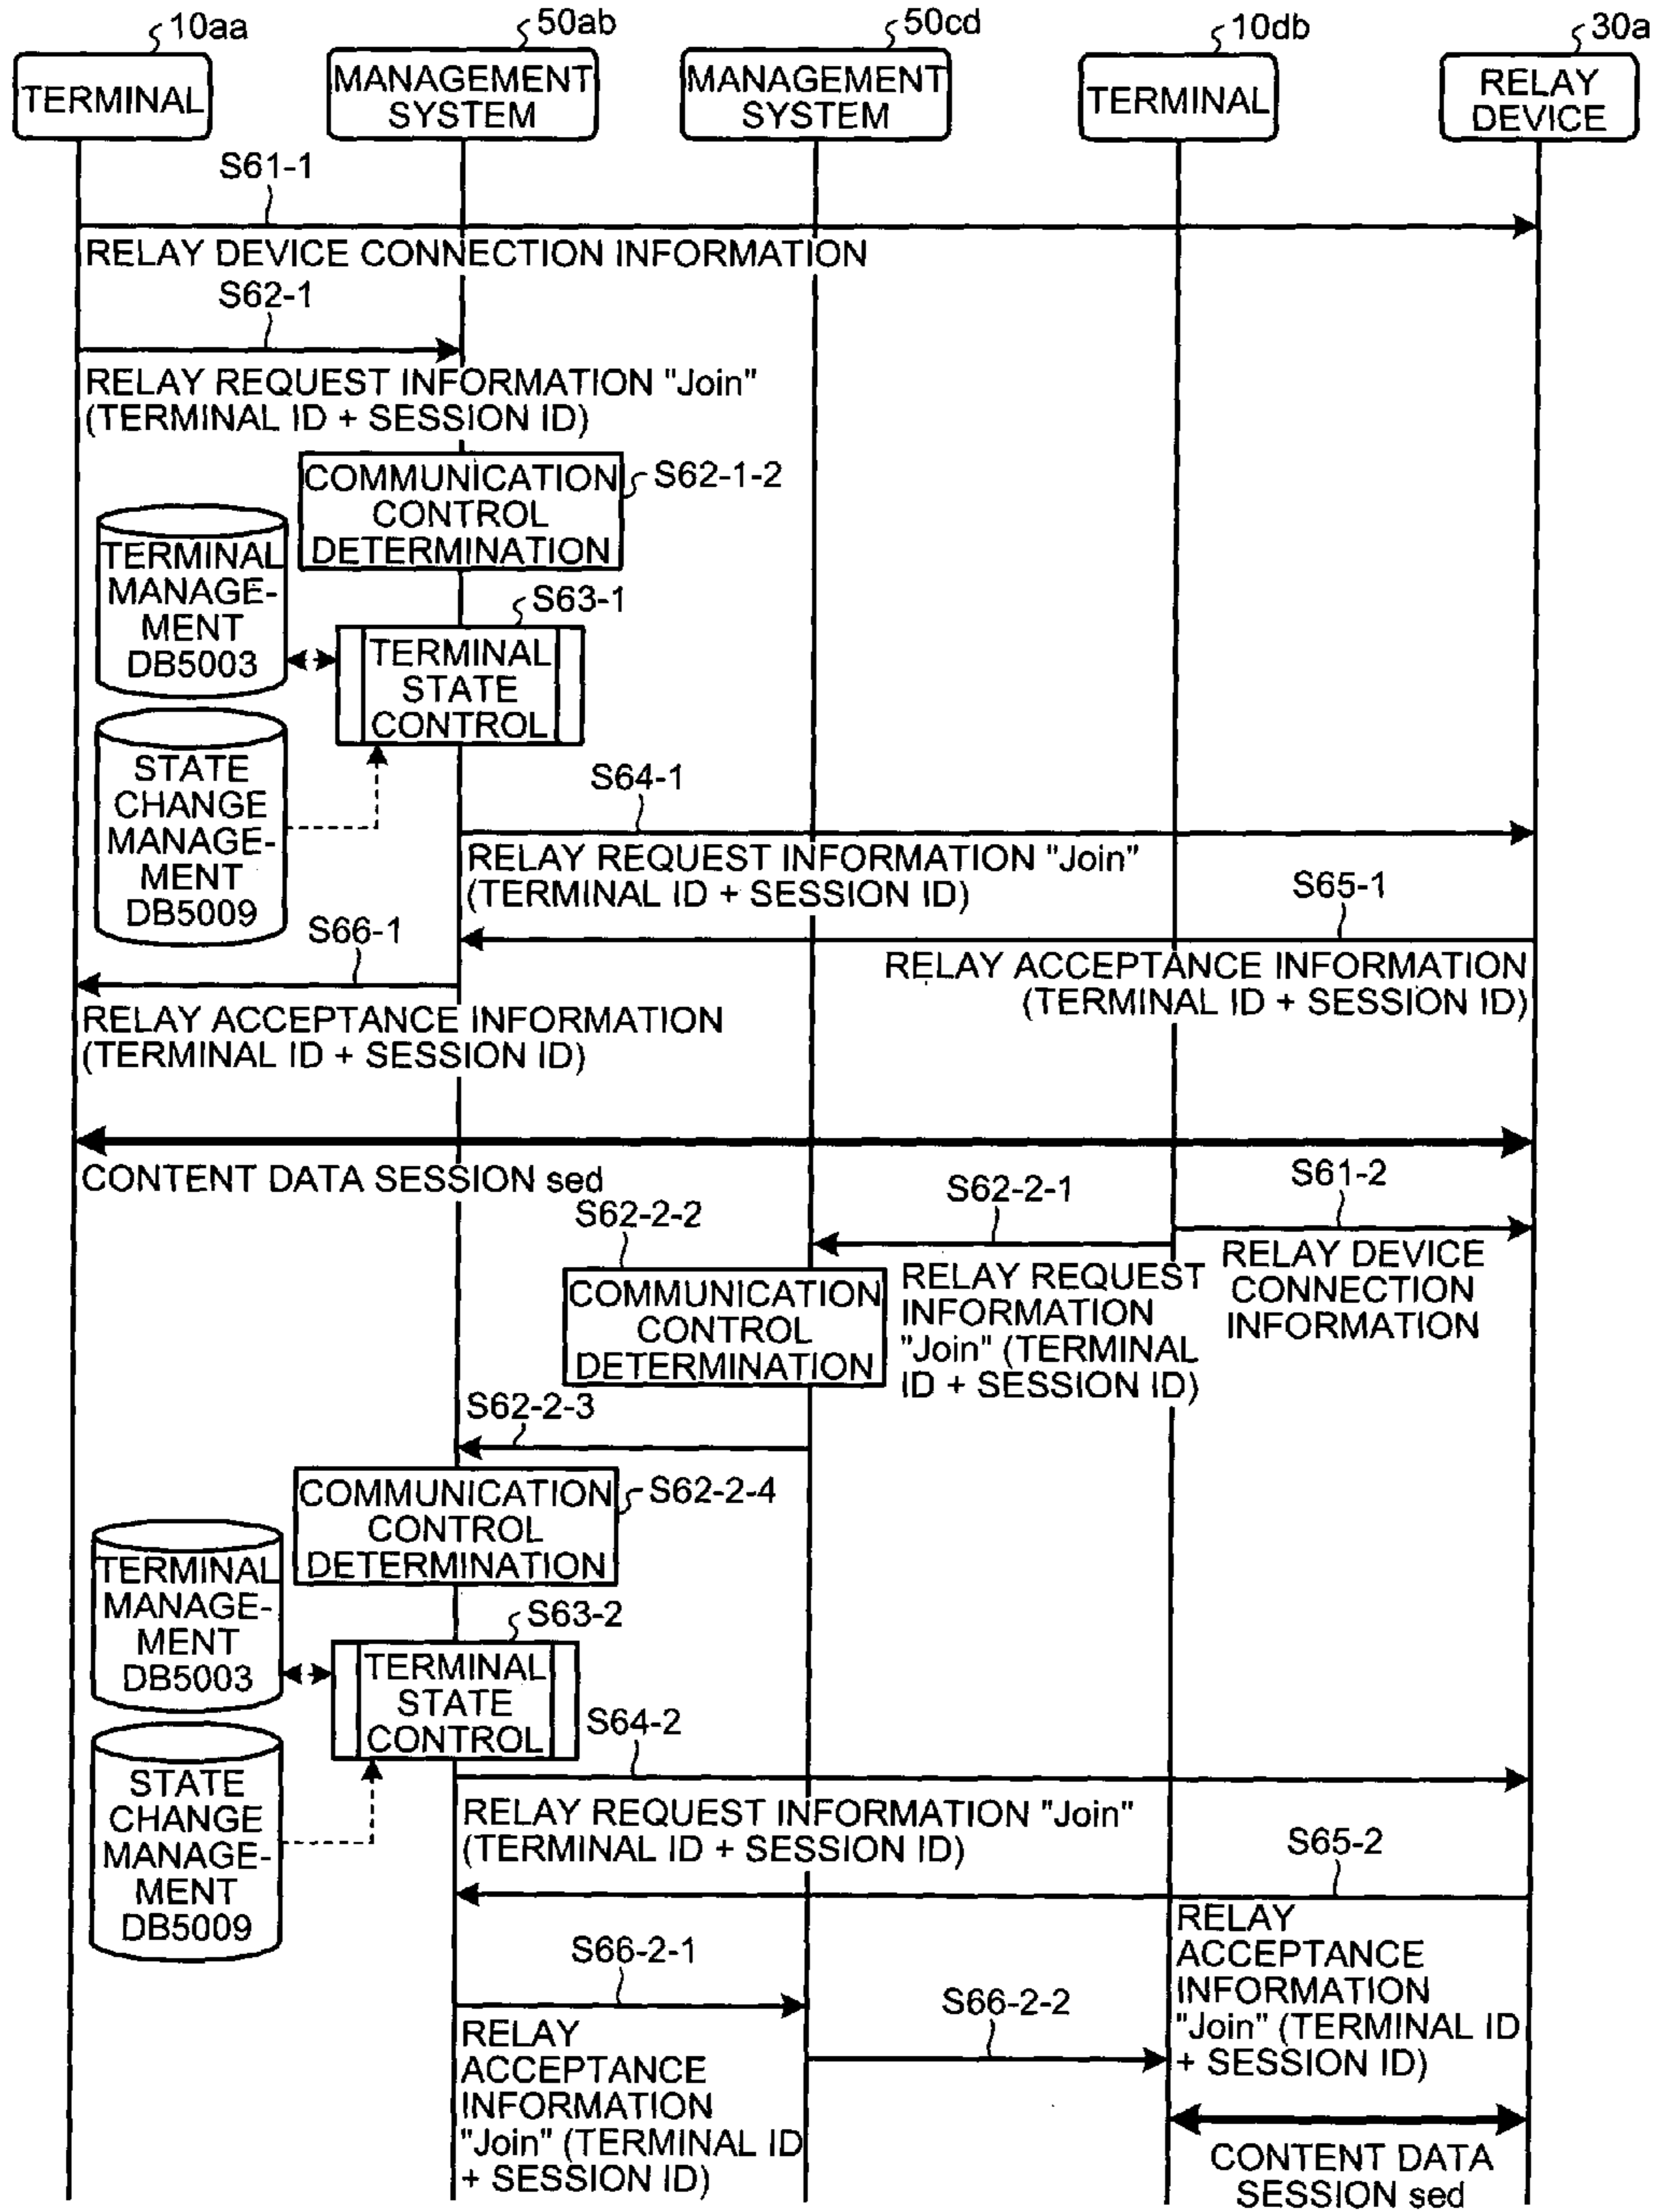 10aa
50ab
50cd
10db
30a
TERMINAL
MANAGEMENT
SYSTEM
MANAGEMENT
SYSTEM
TERMINAL
RELAY
DEVICE
S61-1
RELAY DEVICE CONNECTION INFORMATION
S62-1
RELAY REQUEST INFORMATION "Join"
(TERMINAL ID + SESSION ID)
COMMUNICATION
CONTROL
DETERMINATION
S62-1-2
TERMINAL
MANAGE-
MENT
DB5003
S63-1
TERMINAL
STATE
CONTROL
STATE
CHANGE
MANAGE-
MENT
DB5009
S64-1
RELAY REQUEST INFORMATION "Join"
(TERMINAL ID + SESSION ID)
S65-1
RELAY ACCEPTANCE INFORMATION
(TERMINAL ID + SESSION ID)
S66-1
RELAY ACCEPTANCE INFORMATION
(TERMINAL ID + SESSION ID)
CONTENT DATA SESSION sed
S61-2
RELAY DEVICE
CONNECTION
INFORMATION
S62-2-1
RELAY REQUEST
INFORMATION
"Join" (TERMINAL
ID + SESSION ID)
S62-2-2
COMMUNICATION
CONTROL
DETERMINATION
S62-2-3
COMMUNICATION
CONTROL
DETERMINATION
S62-2-4
TERMINAL
MANAGE-
MENT
DB5003
S63-2
TERMINAL
STATE
CONTROL
STATE
CHANGE
MANAGE-
MENT
DB5009
S64-2
RELAY REQUEST INFORMATION "Join"
(TERMINAL ID + SESSION ID)
S65-2
RELAY
ACCEPTANCE
INFORMATION
"Join" (TERMINAL ID
+ SESSION ID)
S66-2-1
RELAY
ACCEPTANCE
INFORMATION
"Join" (TERMINAL ID
+ SESSION ID)
S66-2-2
CONTENT DATA
SESSION sed